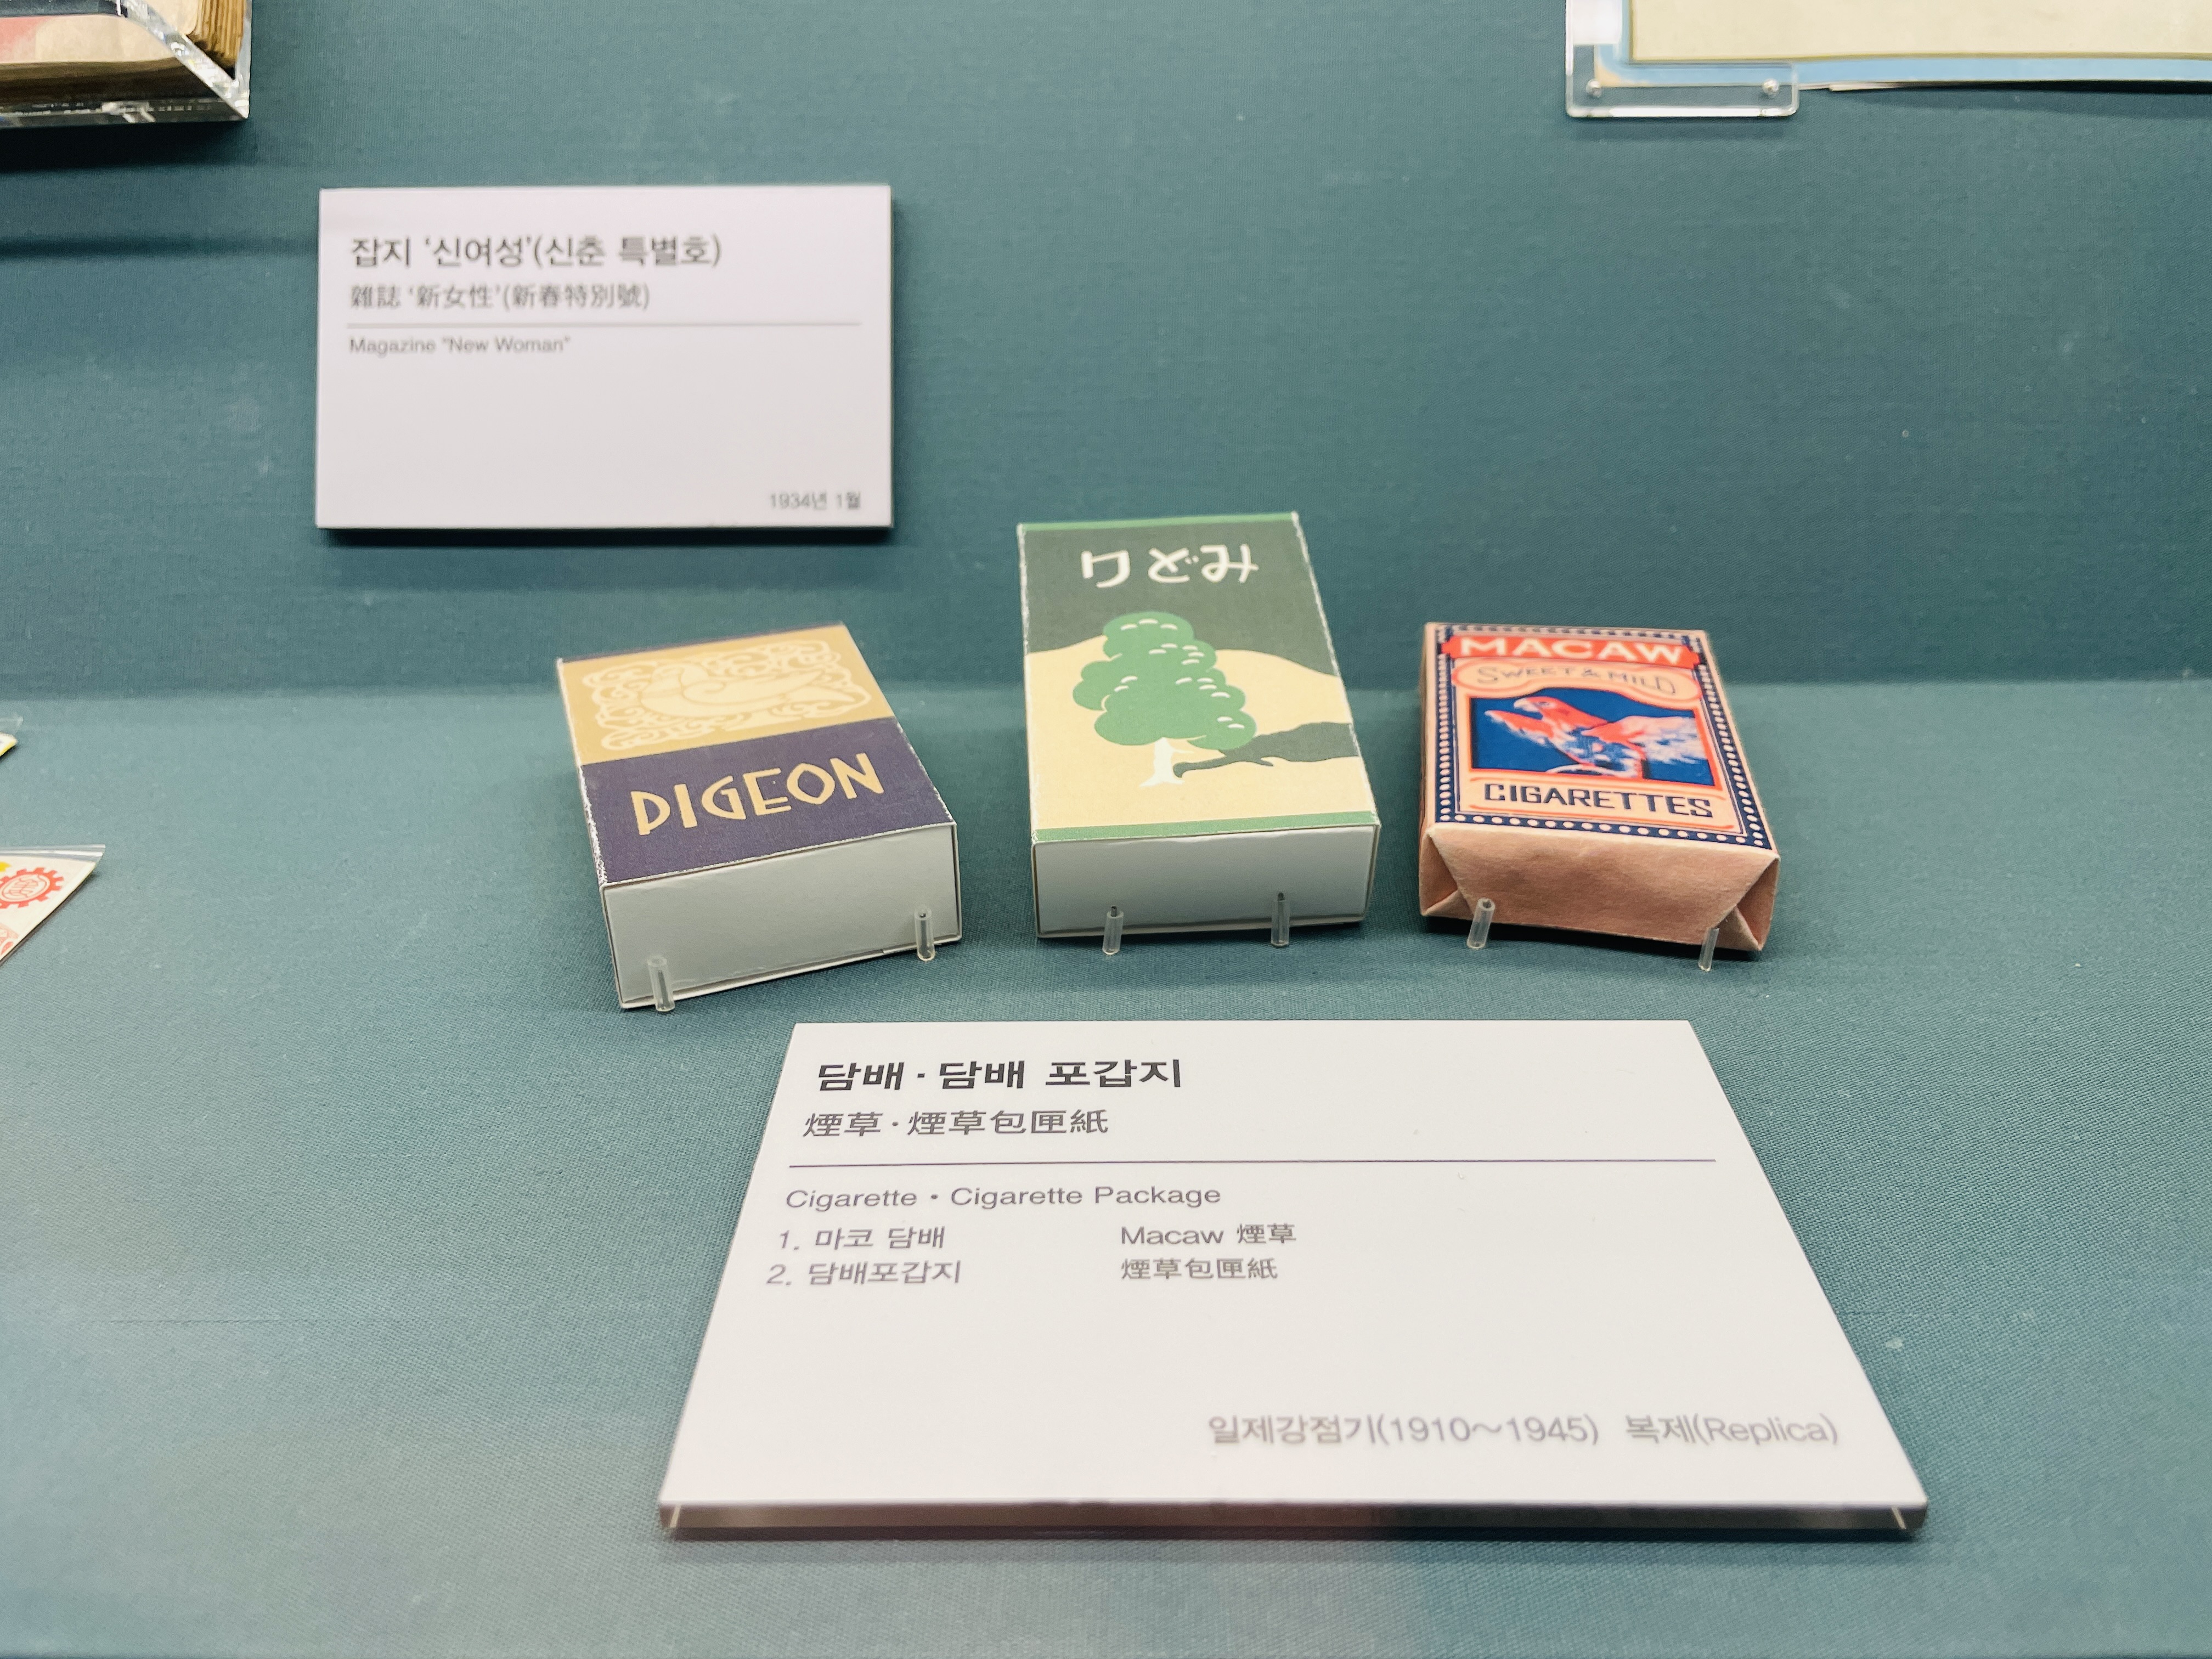 잡지 ‘신여성’(신춘 특별호)
雜誌 ‘新女性’(新春特別號)
Magazine "New Woman"
1934년 1월
PIGEON
みどり
MACAW
SWEET & MILD
CIGARETTES
담배 · 담배 포갑지
煙草 · 煙草包匣紙
Cigarette • Cigarette Package
1. 마코 담배 Macaw 煙草
2. 담배포갑지 煙草包匣紙
일제강점기(1910~1945) 복제(Replica)